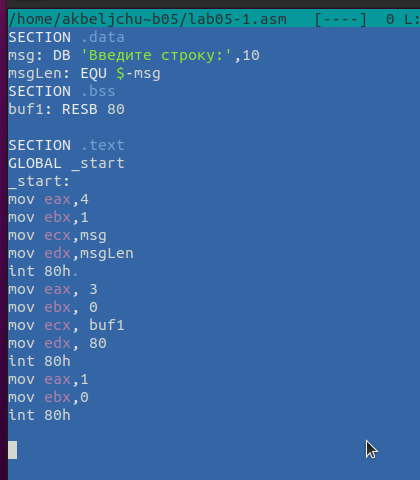 /home/akbeljchu~b05/lab05-1.asm   [----]  0 L:
SECTION .data
msg: DB 'Введите строку:',10
msgLen: EQU $-msg
SECTION .bss
buf1: RESB 80
SECTION .text
GLOBAL _start
_start:
mov eax,4
mov ebx,1
mov ecx,msg
mov edx,msgLen
int 80h.
mov eax, 3
mov ebx, 0
mov ecx, buf1
mov edx, 80
int 80h
mov eax,1
mov ebx,0
int 80h